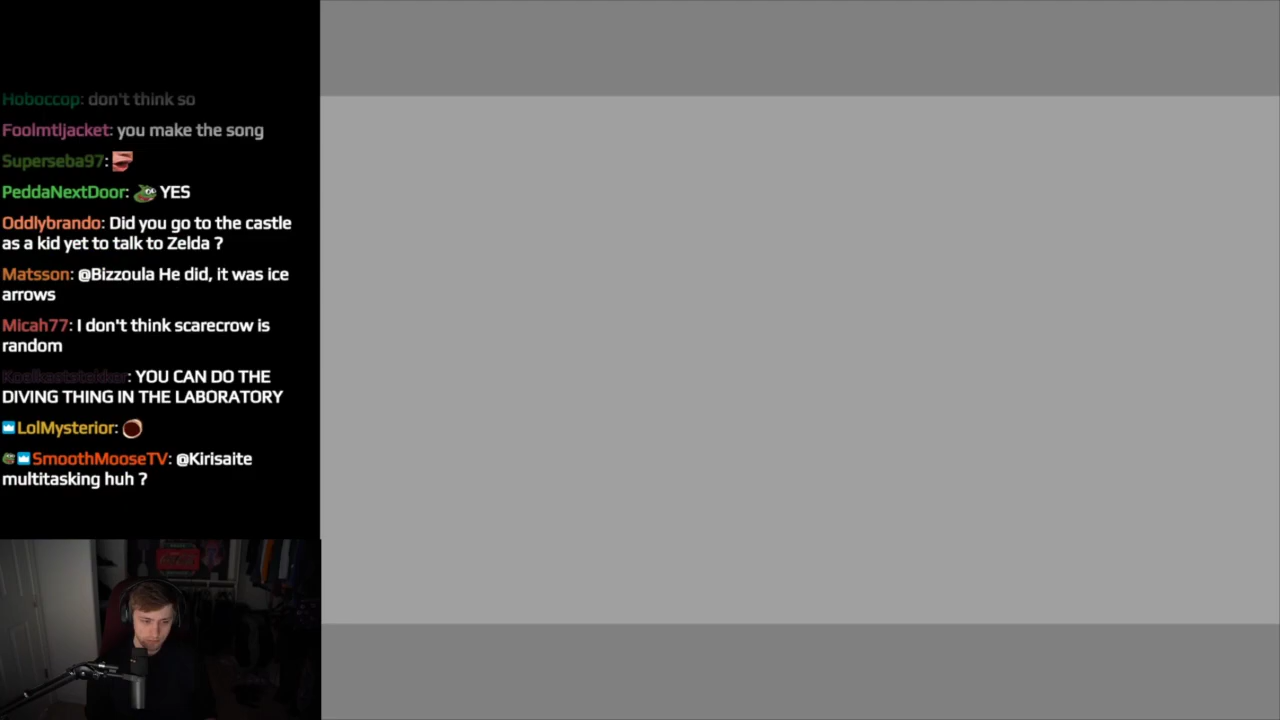 Hoboccop: don't think so
Foolmtljacket: you make the song
Superseba97:
PeddaNextDoor: YES
Oddlybrando: Did you go to the castle
as a kid yet to talk to Zelda ?
Matsson: @Bizzoula He did, it was ice
arrows
Micah77: I don't think scarecrow is
random
: YOU CAN DO THE
DIVING THING IN THE LABORATORY
LolMysterior:
SmoothMooseTV: @Kirisaite
multitasking huh ?